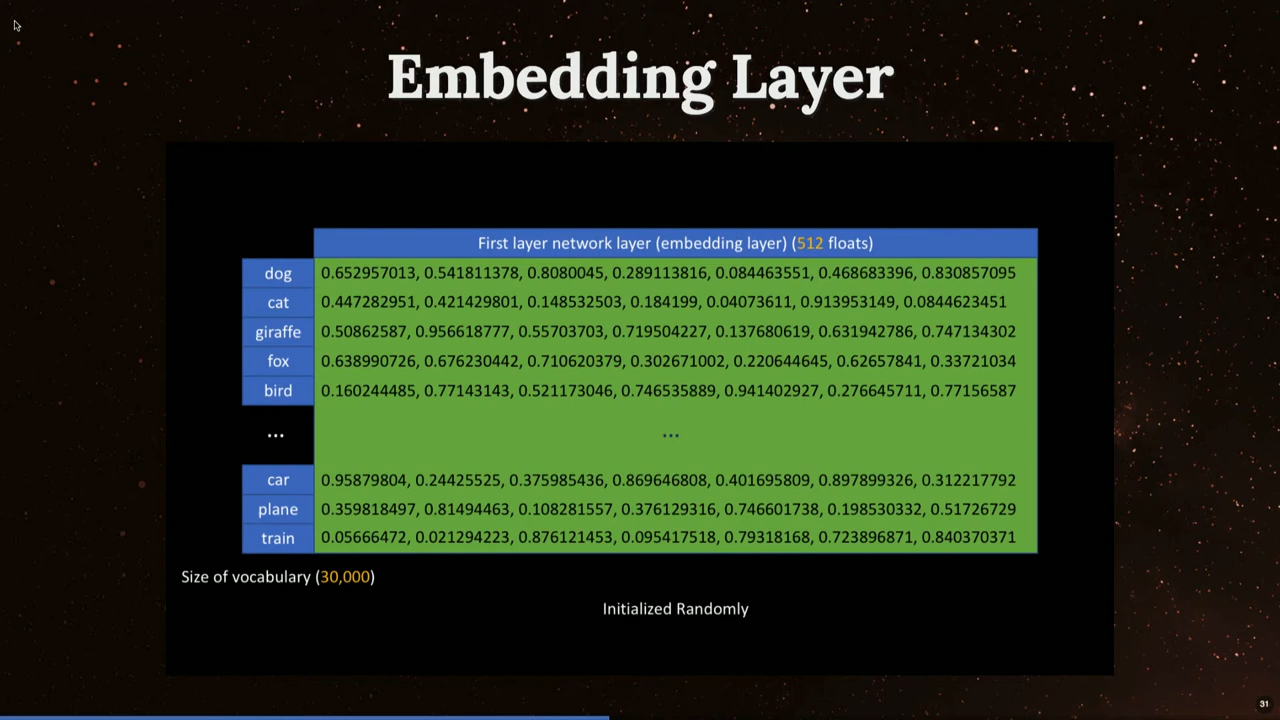 Embedding Layer
First layer network layer (embedding layer) (512 floats)
dog 0.652957013, 0.541811378, 0.8080045, 0.289113816, 0.084463551, 0.468683396, 0.830857095
cat 0.447282951, 0.421429801, 0.148532503, 0.184199, 0.04073611, 0.913953149, 0.0844623451
giraffe 0.50862587, 0.956618777, 0.55703703, 0.719504227, 0.137680619, 0.631942786, 0.747134302
fox 0.638990726, 0.676230442, 0.710620379, 0.302671002, 0.220644645, 0.62657841, 0.33721034
bird 0.160244485, 0.77143143, 0.521173046, 0.746535889, 0.941402927, 0.276645711, 0.77156587
... ...
car 0.95879804, 0.24425525, 0.375985436, 0.869646808, 0.401695809, 0.897899326, 0.312217792
plane 0.359818497, 0.81494463, 0.108281557, 0.376129316, 0.746601738, 0.198530332, 0.51726729
train 0.05666472, 0.021294223, 0.876121453, 0.095417518, 0.79318168, 0.723896871, 0.840370371
Size of vocabulary (30,000)
Initialized Randomly
31